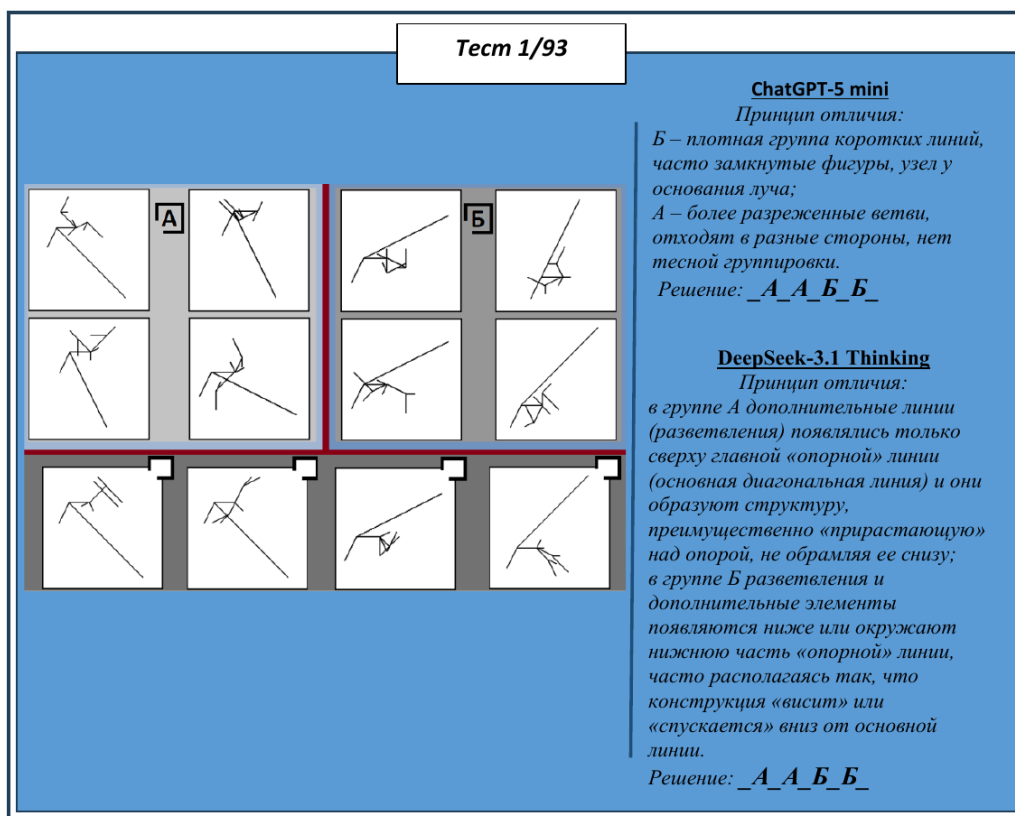 Тест 1/93
А
Б
ChatGPT-5 mini
Принцип отличия:
Б – плотная группа коротких линий,
часто замкнутые фигуры, узел у
основания луча;
А – более разреженные ветви,
отходят в разные стороны, нет
тесной группировки.
Решение: _А_А_Б_Б_
DeepSeek-3.1 Thinking
Принцип отличия:
в группе А дополнительные линии
(разветвления) появлялись только
сверху главной «опорной» линии
(основная диагональная линия) и они
образуют структуру,
преимущественно «прирастающую»
над опорой, не обрамляя ее снизу;
в группе Б разветвления и
дополнительные элементы
появляются ниже или окружают
нижнюю часть «опорной» линии,
часто располагаясь так, что
конструкция «висит» или
«спускается» вниз от основной
линии.
Решение: _А_А_Б_Б_